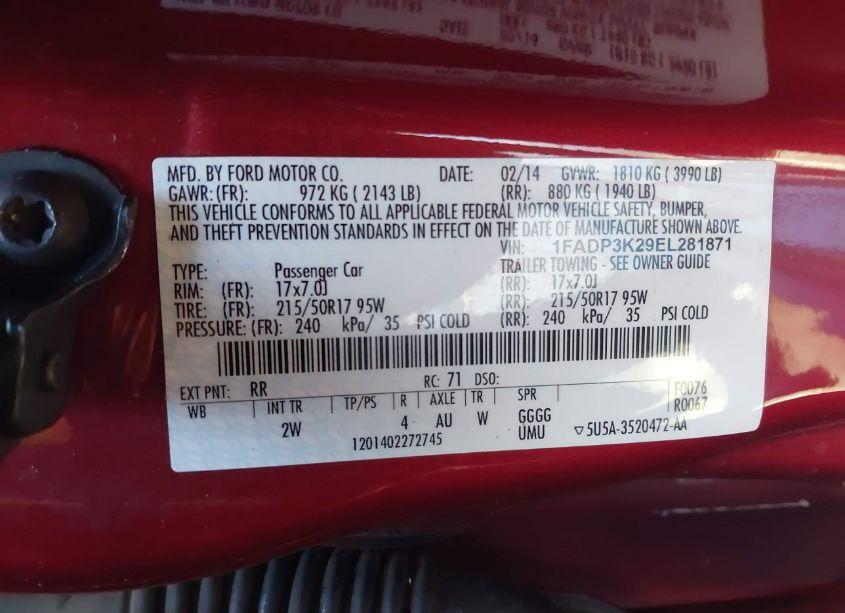 MFD. BY FORD MOTOR CO. DATE: 02/14 GVWR: 1810 KG ( 3990 LB)
GAWR: (FR): 972 KG ( 2143 LB) (RR): 880 KG ( 1940 LB)
THIS VEHICLE CONFORMS TO ALL APPLICABLE FEDERAL MOTOR VEHICLE SAFETY, BUMPER,
AND THEFT PREVENTION STANDARDS IN EFFECT ON THE DATE OF MANUFACTURE SHOWN ABOVE.
VIN: 1FADP3K29EL281871
TYPE: Passenger Car TRAILER TOWING - SEE OWNER GUIDE
RIM: (FR): 17x7.0J (RR): 17x7.0J
TIRE: (FR): 215/50R17 95W (RR): 215/50R17 95W
PRESSURE: (FR): 240 kPa/ 35 PSI COLD (RR): 240 kPa/ 35 PSI COLD
EXT PNT: RR RC: 71 DSO: F0076
R0067
WB INT TR TP/PS R AXLE TR SPR
2W 4 AU W GGGG
UMU
1201402272745 ▽5U5A-3520472-AA